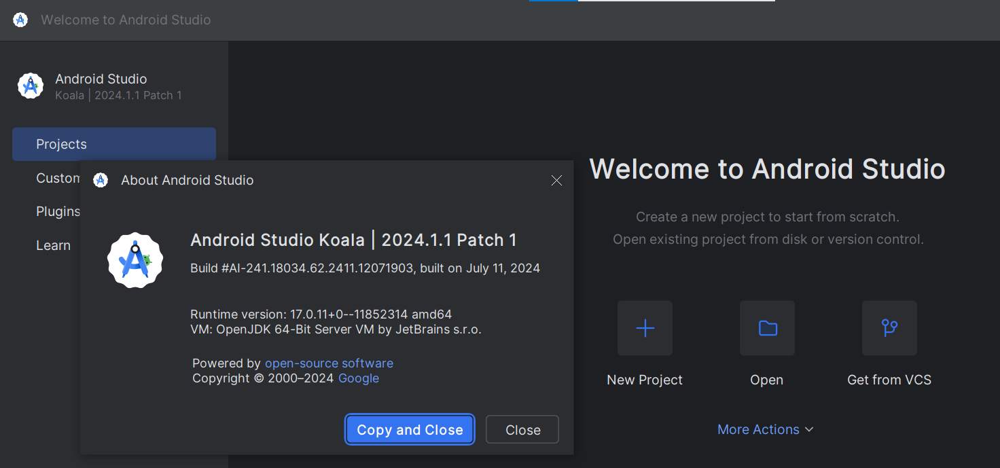 Welcome to Android Studio
Android Studio
Koala | 2024.1.1 Patch 1
Projects
Custom
Plugins
Learn
About Android Studio
Android Studio Koala | 2024.1.1 Patch 1
Build #AI-241.18034.62.2411.12071903, built on July 11, 2024
Runtime version: 17.0.11+0--11852314 amd64
VM: OpenJDK 64-Bit Server VM by JetBrains s.r.o.
Powered by open-source software
Copyright © 2000–2024 Google
Copy and Close
Close
Welcome to Android Studio
Create a new project to start from scratch.
Open existing project from disk or version control.
New Project
Open
Get from VCS
More Actions